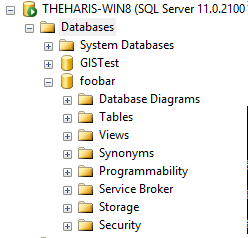 THEHARIS-WIN8 (SQL Server 11.0.2100
Databases
System Databases
GISTest
foobar
Database Diagrams
Tables
Views
Synonyms
Programmability
Service Broker
Storage
Security